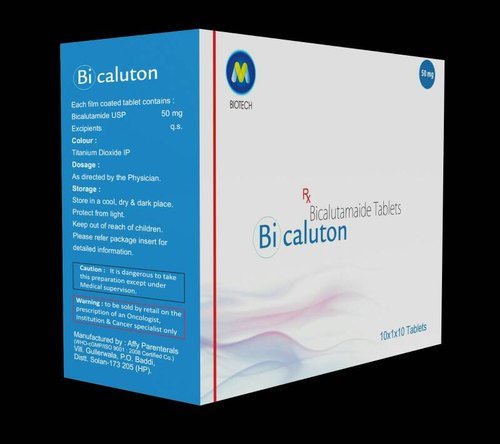 Bi caluton
Each film coated tablet contains :
Bicalutamide USP 50 mg
Excipients q.s.
Colour :
Titanium Dioxide IP
Dosage :
As directed by the Physician.
Storage :
Store in a cool, dry & dark place.
Protect from light.
Keep out of reach of children.
Please refer package insert for
detailed information.
Caution : It is dangerous to take
this preparation except under
Medical supervison.
Warning : to be sold by retail on the
prescription of an Oncologist,
Institution & Cancer specialist only
Manufactured by : Affy Parenterals
(WHO-cGMP/ISO 9001 : 2008 Certified Co.)
Vill. Gullerwala, P.O. Baddi,
Distt. Solan-173 205 (HP).
M
BIOTECH
50 mg
Rx
Bicalutamaide Tablets
Bi caluton
10x1x10 Tablets